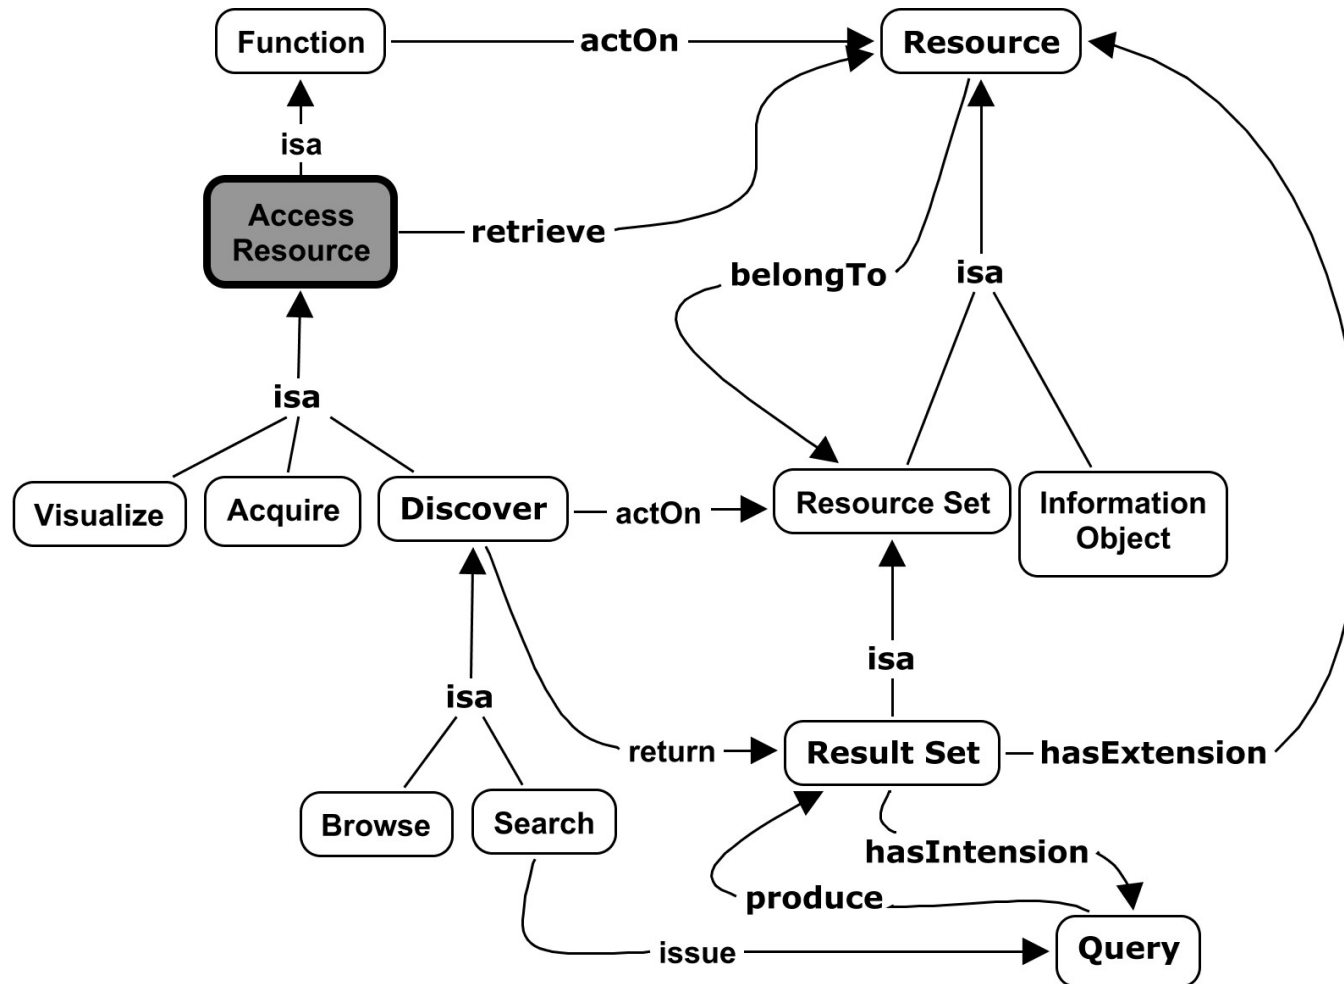 Function
actOn
Resource
isa
Access
Resource
retrieve
belongTo
isa
isa
Visualize
Acquire
Discover
actOn
Resource Set
Information
Object
isa
isa
return
Result Set
hasExtension
Browse
Search
hasIntension
produce
issue
Query